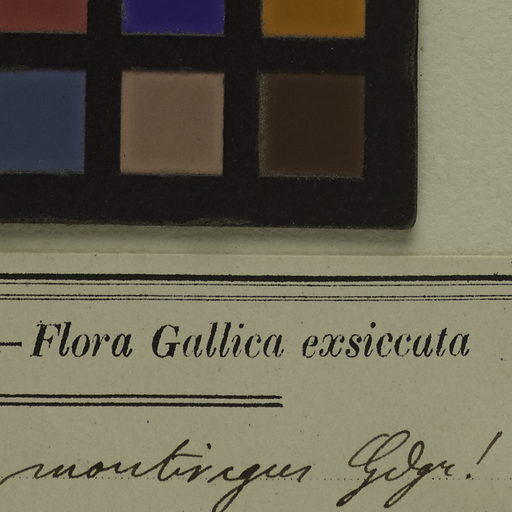 —Flora Gallica exsiccata
montivagus Gdgr!